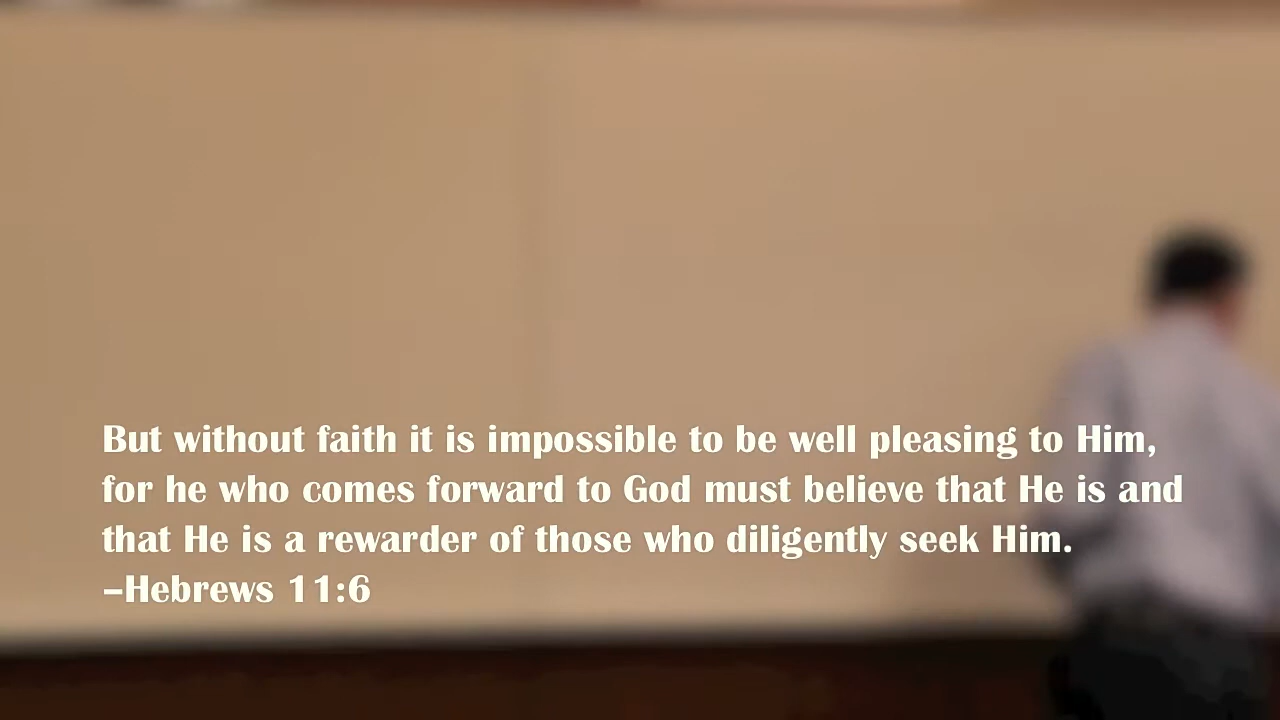 But without faith it is impossible to be well pleasing to Him,
for he who comes forward to God must believe that He is and
that He is a rewarder of those who diligently seek Him.
–Hebrews 11:6